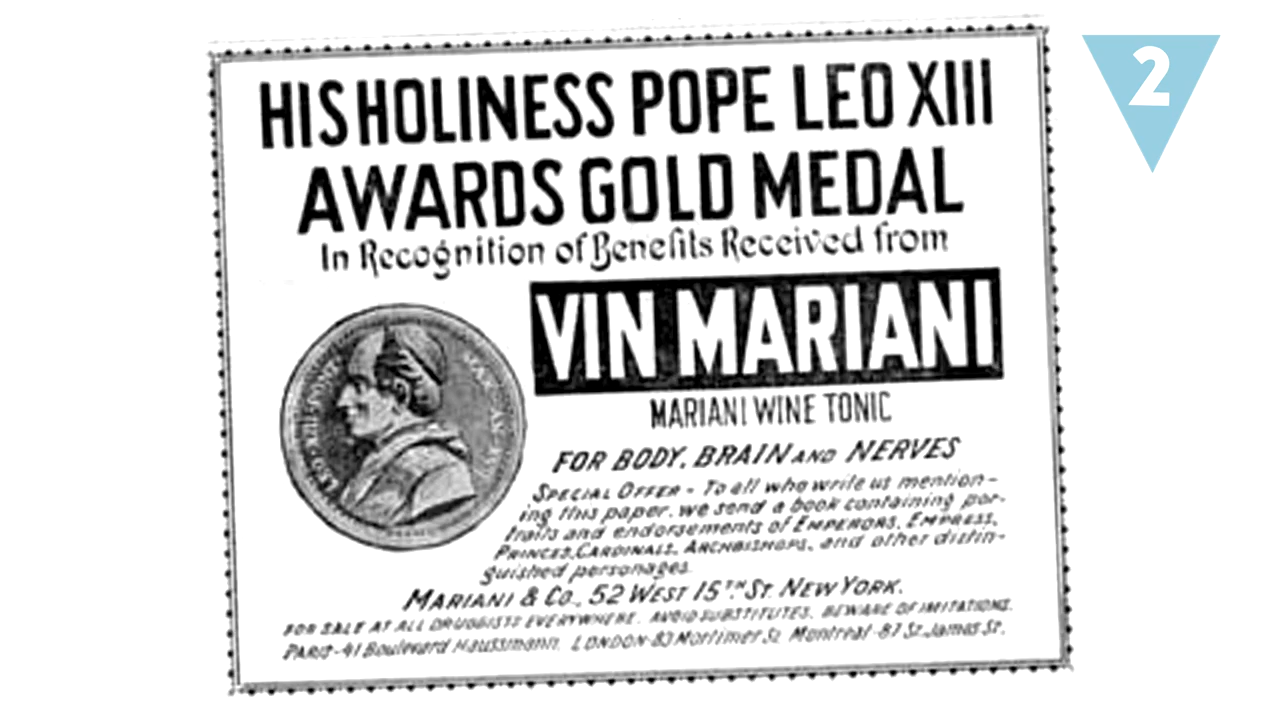 2
HIS HOLINESS POPE LEO XIII
AWARDS GOLD MEDAL
In Recognition of Benefits Received from
VIN MARIANI
MARIANI WINE TONIC
FOR BODY, BRAIN AND NERVES
SPECIAL OFFER - To all who write us mention-
ing this paper, we send a book containing por-
traits and endorsements of EMPERORS, EMPRESS,
PRINCES, CARDINALS, ARCHBISHOPS, and other distin-
guished personages.
MARIANI & CO., 52 WEST 15TH ST. NEW YORK.
FOR SALE AT ALL DRUGGISTS EVERYWHERE. AVOID SUBSTITUTES. BEWARE OF IMITATIONS.
PARIS-41 Boulevard Haussmann. LONDON-83 Mortimer St. Montreal-87 St. James St.